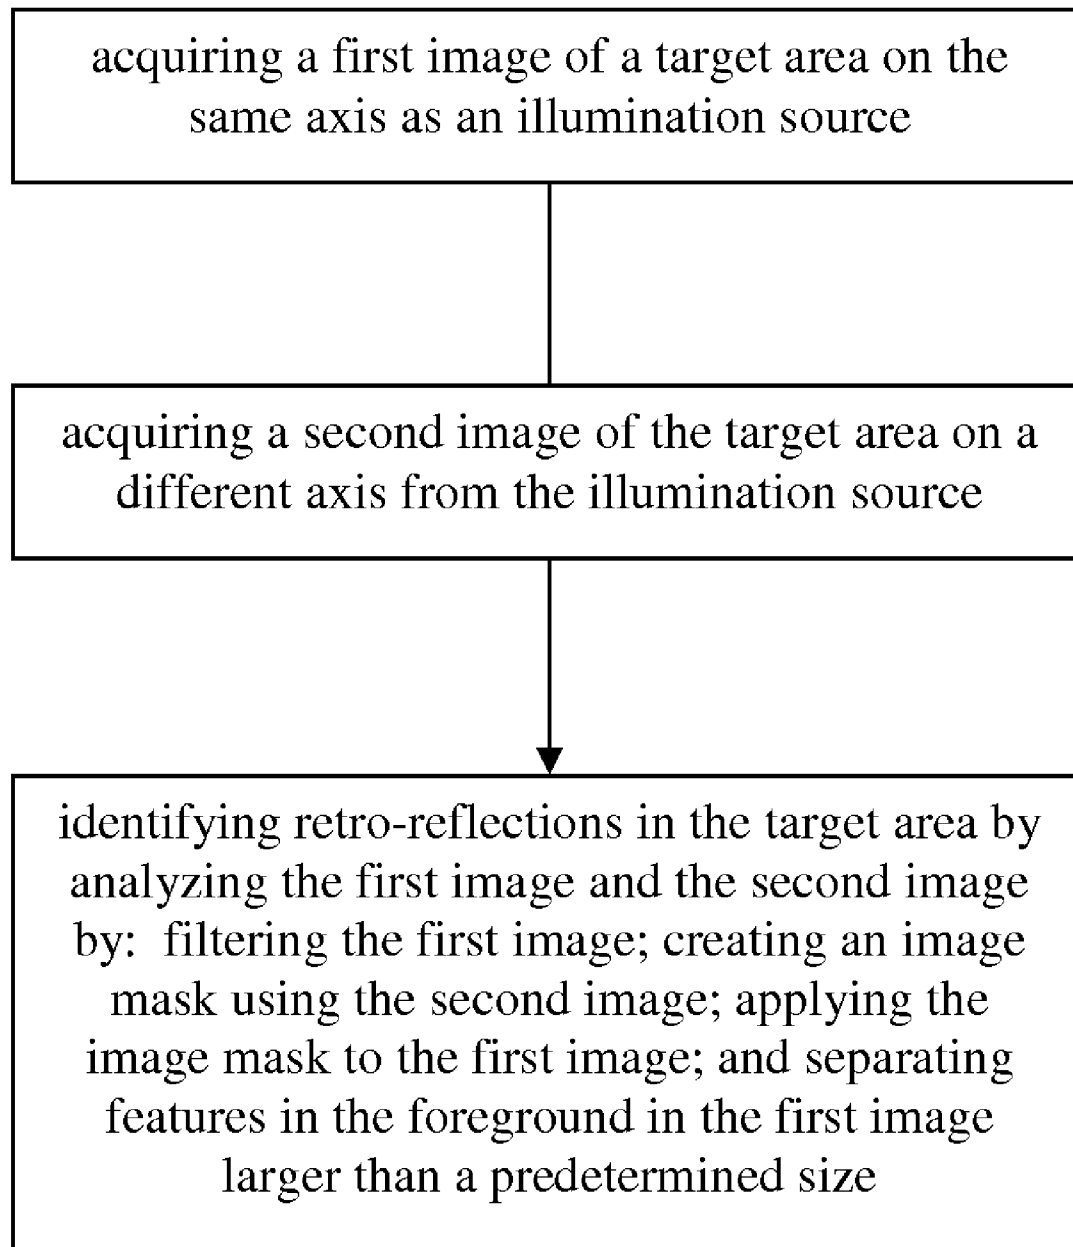 acquiring a first image of a target area on the
same axis as an illumination source
acquiring a second image of the target area on a
different axis from the illumination source
identifying retro-reflections in the target area by
analyzing the first image and the second image
by:  filtering the first image; creating an image
mask using the second image; applying the
image mask to the first image; and separating
features in the foreground in the first image
larger than a predetermined size